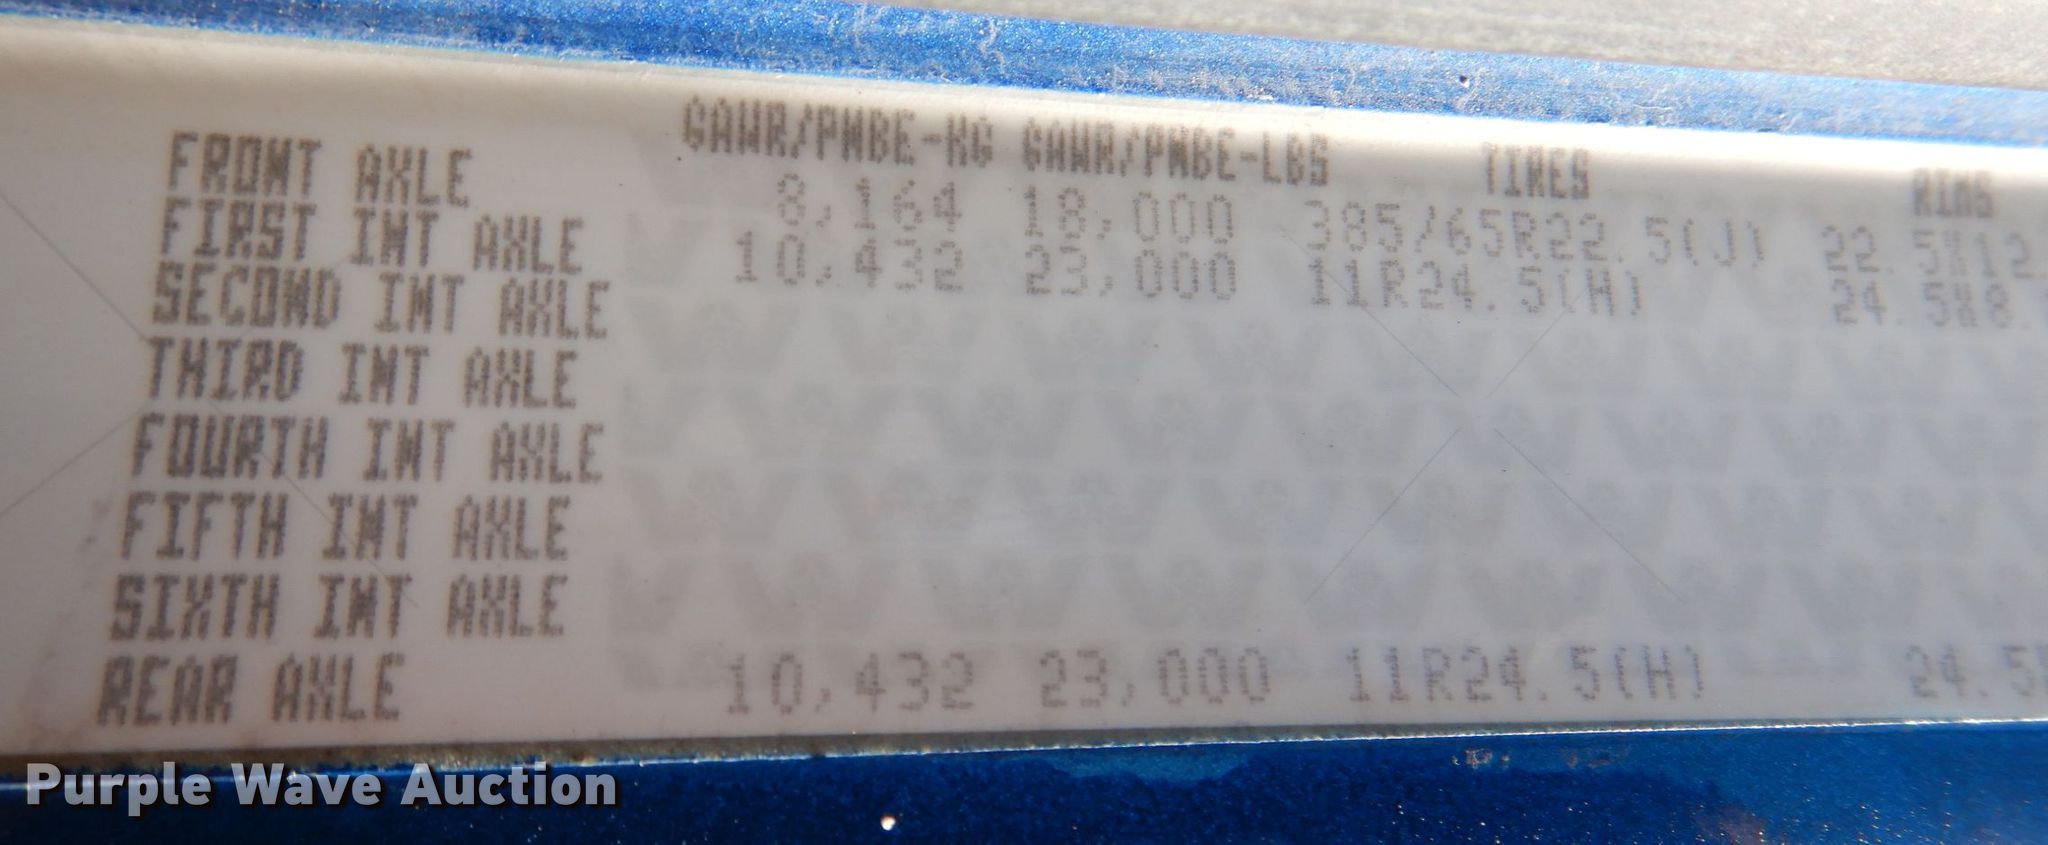 GAWR/PNBE-KG GAWR/PNBE-LBS TIRES RIMS
FRONT AXLE 8,164 18,000 385/65R22.5(J) 22.5X12.
FIRST INT AXLE 10,432 23,000 11R24.5(H) 24.5X8.
SECOND INT AXLE
THIRD INT AXLE
FOURTH INT AXLE
FIFTH INT AXLE
SIXTH INT AXLE
REAR AXLE 10,432 23,000 11R24.5(H) 24.5
Purple Wave Auction